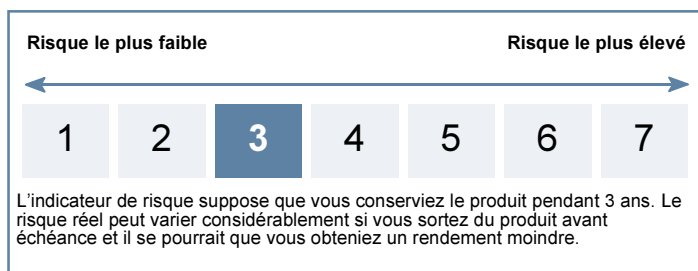 Risque le plus faible Risque le plus élevé
1 2 3 4 5 6 7
L'indicateur de risque suppose que vous conserviez le produit pendant 3 ans. Le
risque réel peut varier considérablement si vous sortez du produit avant
échéance et il se pourrait que vous obteniez un rendement moindre.